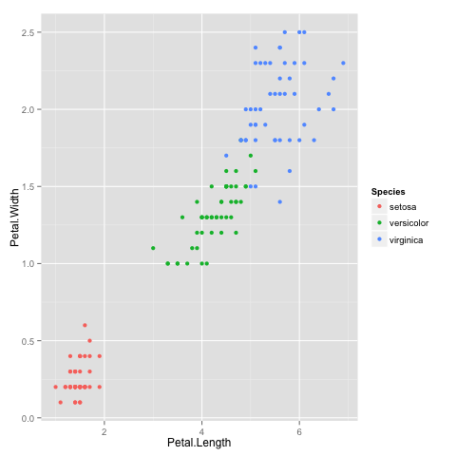 2.5
2.0
1.5
1.0
0.5
0.0
Petal.Width
2
4
6
Petal.Length
Species
setosa
versicolor
virginica